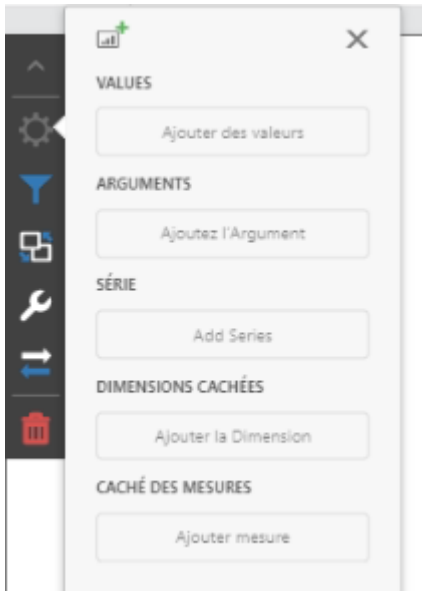 VALUES
Ajouter des valeurs
ARGUMENTS
Ajoutez l'Argument
SÉRIE
Add Series
DIMENSIONS CACHÉES
Ajouter la Dimension
CACHÉ DES MESURES
Ajouter mesure